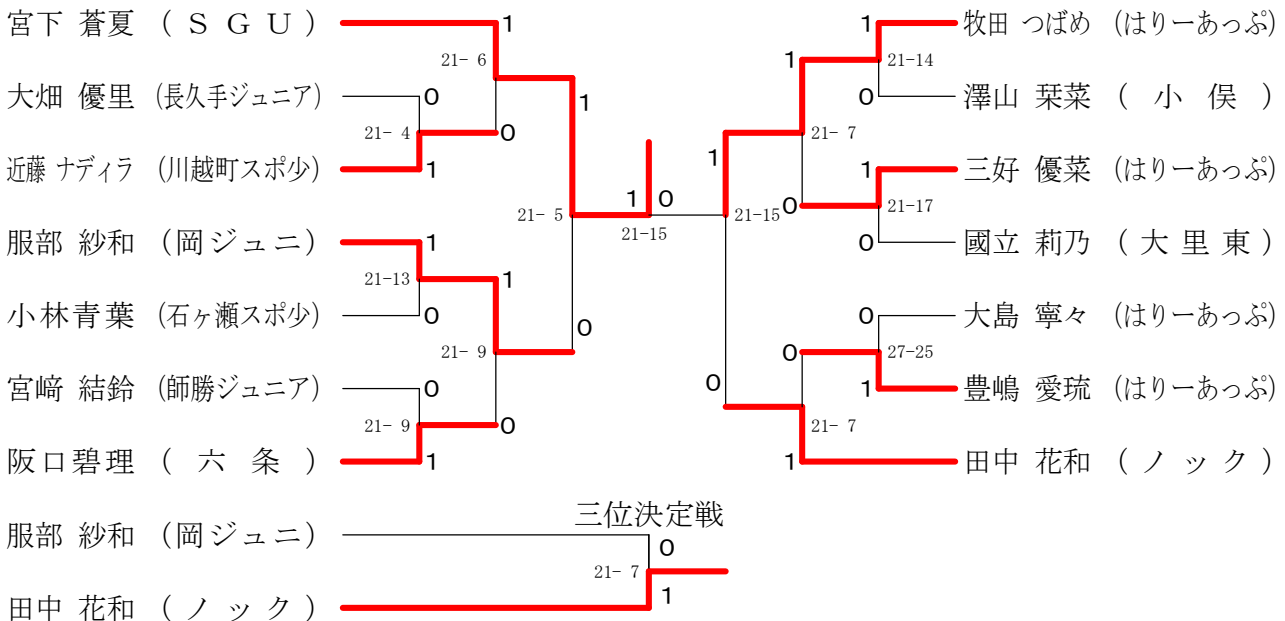 宮下 蒼夏 (ＳＧＵ) 1 1 牧田 つばめ (はりーあっぷ)
21- 6 1 21-14
大畑 優里 (長久手ジュニア) 0 1 0 澤山 栞菜 (小俣)
21- 4 0 21- 7
近藤 ナディラ (川越町スポ少) 1 1 1 三好 優菜 (はりーあっぷ)
21- 5 1 0 21-15 0 21-17
21-15
服部 紗和 (岡ジュニ) 1 0 國立 莉乃 (大里東)
21-13 1
小林青葉 (石ヶ瀬スポ少) 0 0 0 大島 寧々 (はりーあっぷ)
21- 9 0 27-25
宮﨑 結鈴 (師勝ジュニア) 0 0 1 豊嶋 愛琉 (はりーあっぷ)
21- 9 0 21- 7
阪口碧理 (六条) 1 1 田中 花和 (ノック)
三位決定戦
服部 紗和 (岡ジュニ) 0
21- 7
田中 花和 (ノック) 1